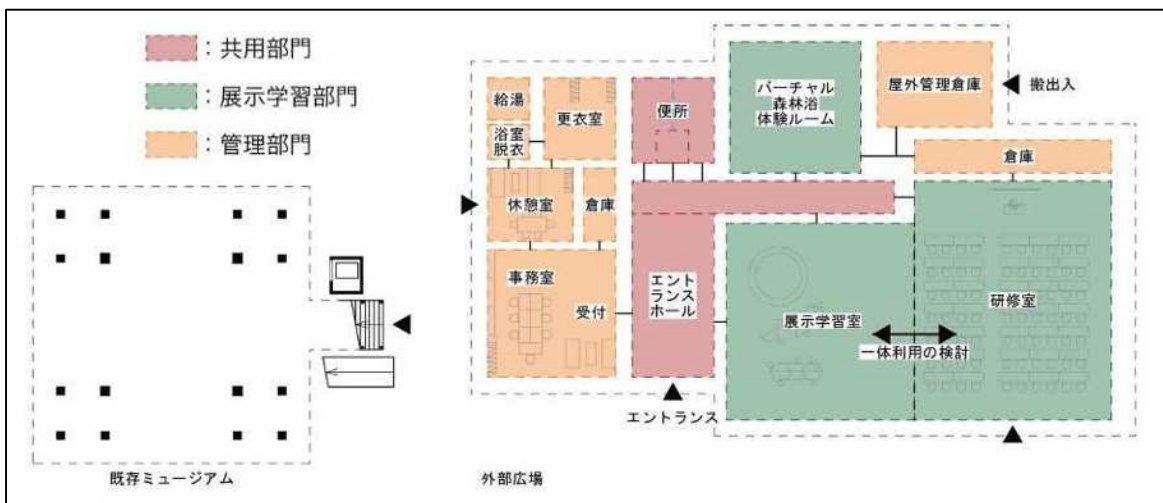 ：共用部門
：展示学習部門
：管理部門
給湯
浴室
脱衣
更衣室
便所
バーチャル
森林浴
体験ルーム
屋外管理倉庫
搬出入
倉庫
休憩室
倉庫
事務室
受付
エント
ランス
ホール
展示学習室
研修室
一体利用の検討
エントランス
既存ミュージアム
外部広場